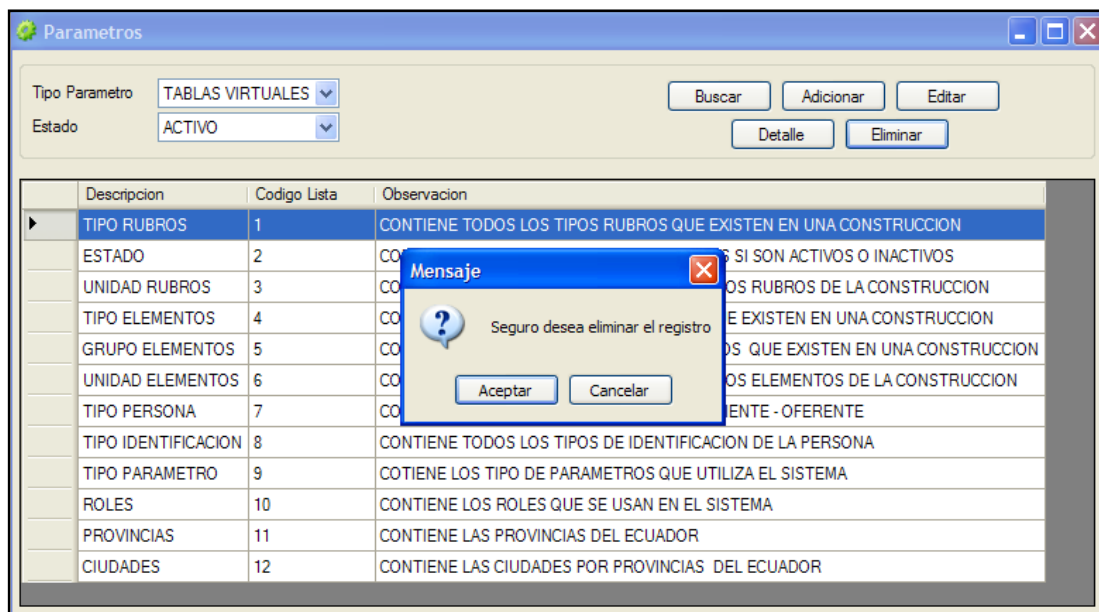 Parametros
Tipo Parametro TABLAS VIRTUALES Buscar Adicionar Editar
Estado ACTIVO Detalle Eliminar
Descripcion Codigo Lista Observacion
TIPO RUBROS 1 CONTIENE TODOS LOS TIPOS RUBROS QUE EXISTEN EN UNA CONSTRUCCION
ESTADO 2 SI SON ACTIVOS O INACTIVOS
UNIDAD RUBROS 3 RUBROS DE LA CONSTRUCCION
TIPO ELEMENTOS 4 EXISTEN EN UNA CONSTRUCCION
GRUPO ELEMENTOS 5 QUE EXISTEN EN UNA CONSTRUCCION
UNIDAD ELEMENTOS 6 ELEMENTOS DE LA CONSTRUCCION
TIPO PERSONA 7 - OFERENTE
Mensaje
Seguro desea eliminar el registro
Aceptar Cancelar
TIPO IDENTIFICACION 8 CONTIENE TODOS LOS TIPOS DE IDENTIFICACION DE LA PERSONA
TIPO PARAMETRO 9 COTIENE LOS TIPO DE PARAMETROS QUE UTILIZA EL SISTEMA
ROLES 10 CONTIENE LOS ROLES QUE SE USAN EN EL SISTEMA
PROVINCIAS 11 CONTIENE LAS PROVINCIAS DEL ECUADOR
CIUDADES 12 CONTIENE LAS CIUDADES POR PROVINCIAS DEL ECUADOR